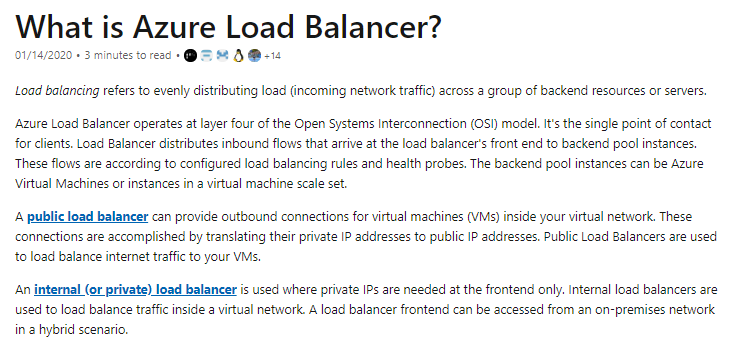 What is Azure Load Balancer?
01/14/2020 • 3 minutes to read • +14
Load balancing refers to evenly distributing load (incoming network traffic) across a group of backend resources or servers.
Azure Load Balancer operates at layer four of the Open Systems Interconnection (OSI) model. It's the single point of contact
for clients. Load Balancer distributes inbound flows that arrive at the load balancer's front end to backend pool instances.
These flows are according to configured load balancing rules and health probes. The backend pool instances can be Azure
Virtual Machines or instances in a virtual machine scale set.
A public load balancer can provide outbound connections for virtual machines (VMs) inside your virtual network. These
connections are accomplished by translating their private IP addresses to public IP addresses. Public Load Balancers are used
to load balance internet traffic to your VMs.
An internal (or private) load balancer is used where private IPs are needed at the frontend only. Internal load balancers are
used to load balance traffic inside a virtual network. A load balancer frontend can be accessed from an on-premises network
in a hybrid scenario.